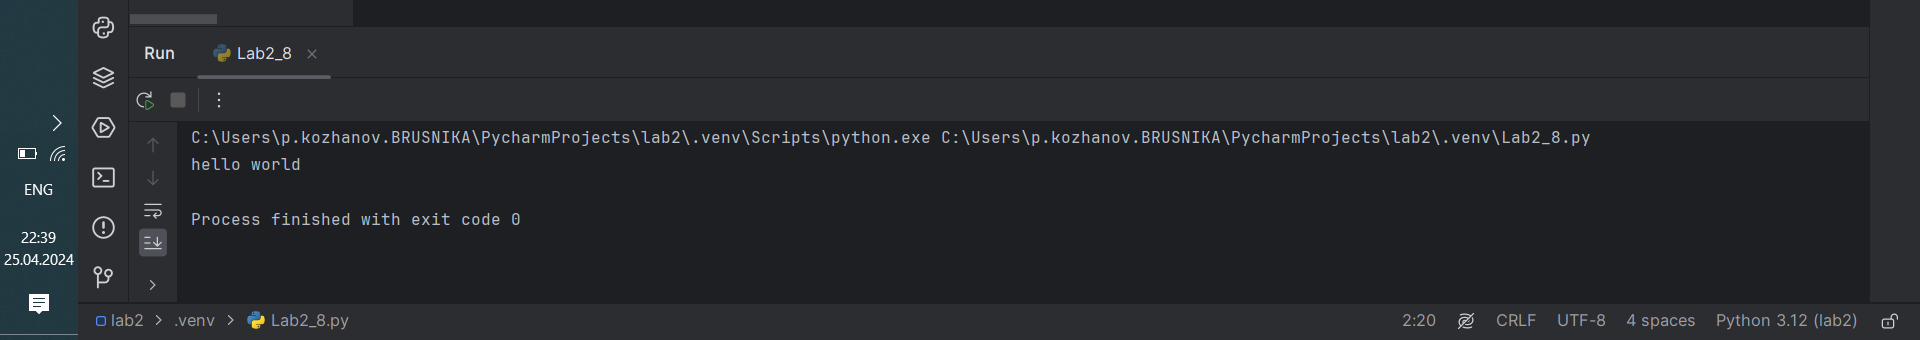 Run Lab2_8
C:\Users\p.kozhanov.BRUSNIKA\PycharmProjects\lab2\.venv\Scripts\python.exe C:\Users\p.kozhanov.BRUSNIKA\PycharmProjects\lab2\.venv\Lab2_8.py
hello world
Process finished with exit code 0
ENG
22:39
25.04.2024
lab2 > .venv > Lab2_8.py 2:20 CRLF UTF-8 4 spaces Python 3.12 (lab2)